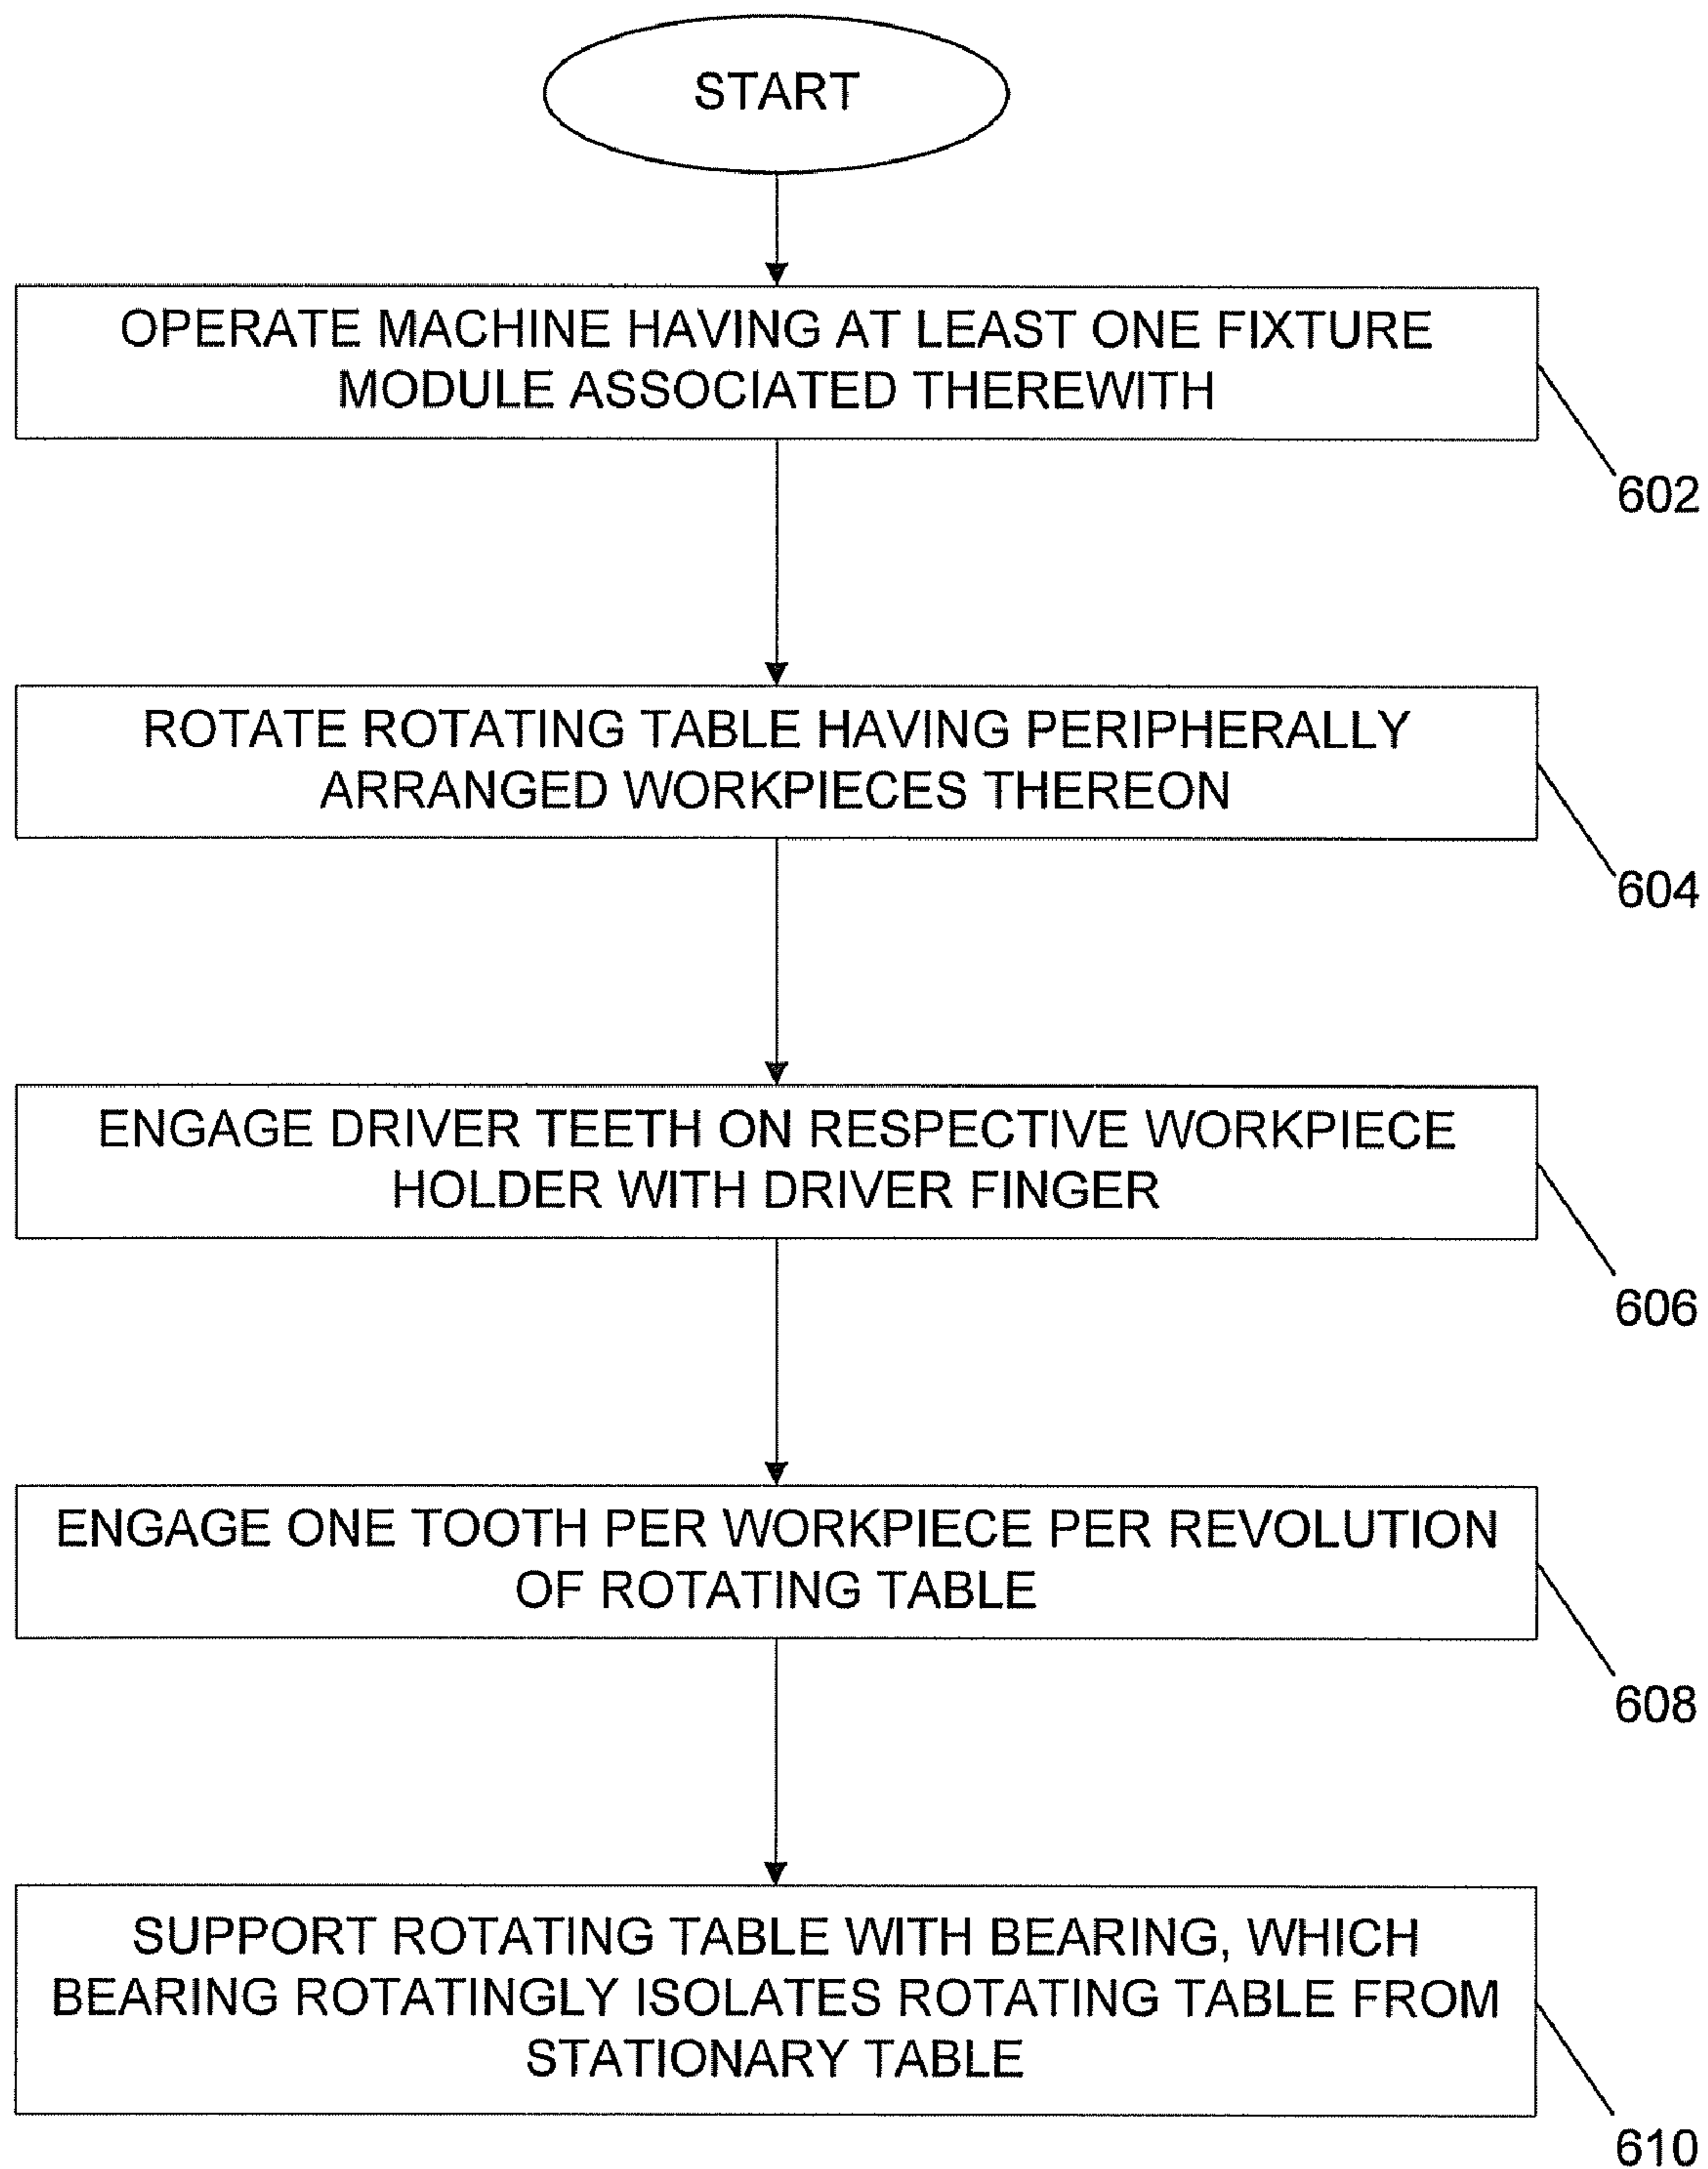 START
OPERATE MACHINE HAVING AT LEAST ONE FIXTURE
MODULE ASSOCIATED THEREWITH
602
ROTATE ROTATING TABLE HAVING PERIPHERALLY
ARRANGED WORKPIECES THEREON
604
ENGAGE DRIVER TEETH ON RESPECTIVE WORKPIECE
HOLDER WITH DRIVER FINGER
606
ENGAGE ONE TOOTH PER WORKPIECE PER REVOLUTION
OF ROTATING TABLE
608
SUPPORT ROTATING TABLE WITH BEARING, WHICH
BEARING ROTATINGLY ISOLATES ROTATING TABLE FROM
STATIONARY TABLE
610